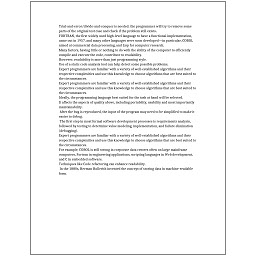 Trial-and-error/divide-and-conquer is needed: the programmer will try to remove some
parts of the original test case and check if the problem still exists.
FORTRAN, the first widely used high-level language to have a functional implementation,
came out in 1957, and many other languages were soon developed—in particular, COBOL
aimed at commercial data processing, and Lisp for computer research.
Many factors, having little or nothing to do with the ability of the computer to efficiently
compile and execute the code, contribute to readability.
However, readability is more than just programming style.
Use of a static code analysis tool can help detect some possible problems.
Expert programmers are familiar with a variety of well-established algorithms and their
respective complexities and use this knowledge to choose algorithms that are best suited to
the circumstances.
Expert programmers are familiar with a variety of well-established algorithms and their
respective complexities and use this knowledge to choose algorithms that are best suited to
the circumstances.
Ideally, the programming language best suited for the task at hand will be selected.
It affects the aspects of quality above, including portability, usability and most importantly
maintainability.
After the bug is reproduced, the input of the program may need to be simplified to make it
easier to debug.
The first step in most formal software development processes is requirements analysis,
followed by testing to determine value modeling, implementation, and failure elimination
(debugging).
Expert programmers are familiar with a variety of well-established algorithms and their
respective complexities and use this knowledge to choose algorithms that are best suited to
the circumstances.
For example, COBOL is still strong in corporate data centers often on large mainframe
computers, Fortran in engineering applications, scripting languages in Web development,
and C in embedded software.
Techniques like Code refactoring can enhance readability.
In the 1880s, Herman Hollerith invented the concept of storing data in machine-readable
form.